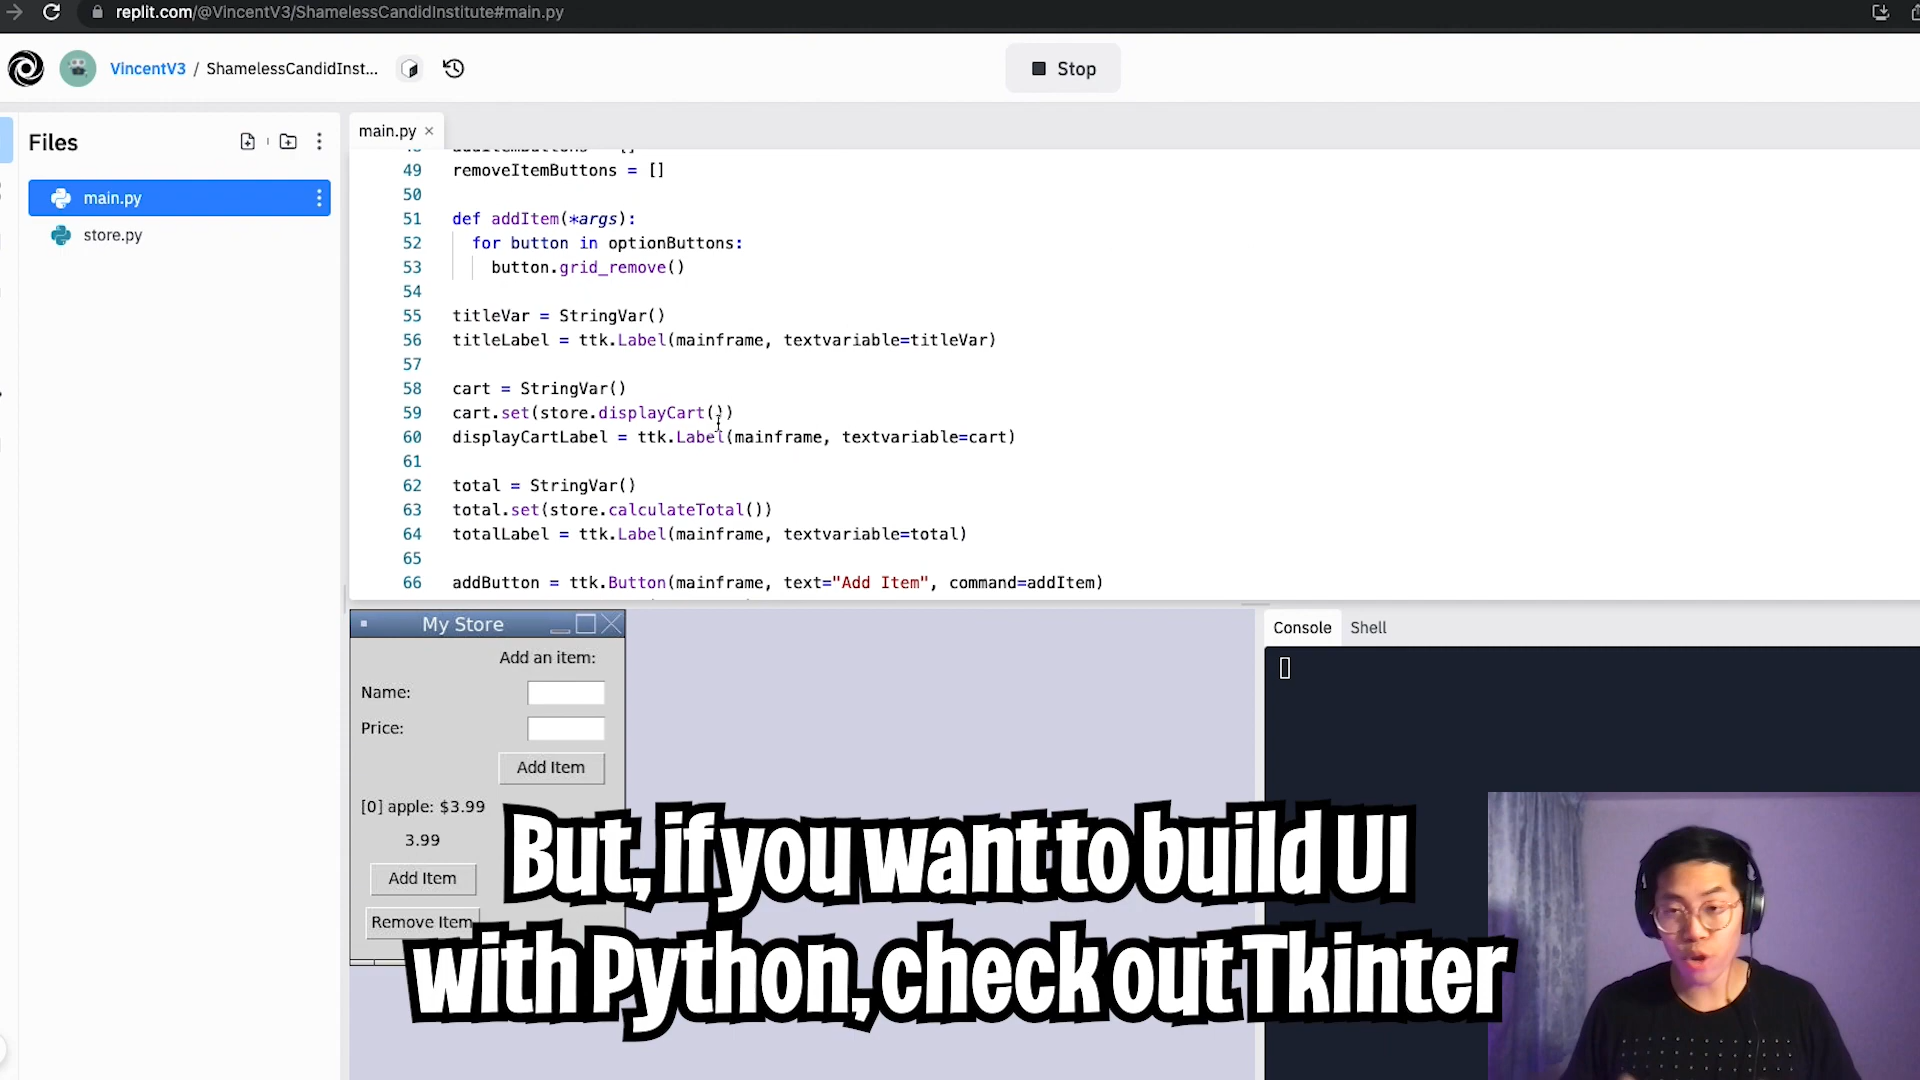 replit.com/@VincentV3/ShamelessCandidInstitute#main.py
VincentV3 / ShamelessCandidInst...
Stop
Files
main.py
store.py
main.py ×
49 removeItemButtons = []
50
51 def addItem(*args):
52 for button in optionButtons:
53 button.grid_remove()
54
55 titleVar = StringVar()
56 titleLabel = ttk.Label(mainframe, textvariable=titleVar)
57
58 cart = StringVar()
59 cart.set(store.displayCart())
60 displayCartLabel = ttk.Label(mainframe, textvariable=cart)
61
62 total = StringVar()
63 total.set(store.calculateTotal())
64 totalLabel = ttk.Label(mainframe, textvariable=total)
65
66 addButton = ttk.Button(mainframe, text="Add Item", command=addItem)
My Store
Add an item:
Name:
Price:
Add Item
[0] apple: $3.99
3.99
Add Item
Remove Item
Console Shell
But, if you want to build UI
with Python, check out Tkinter